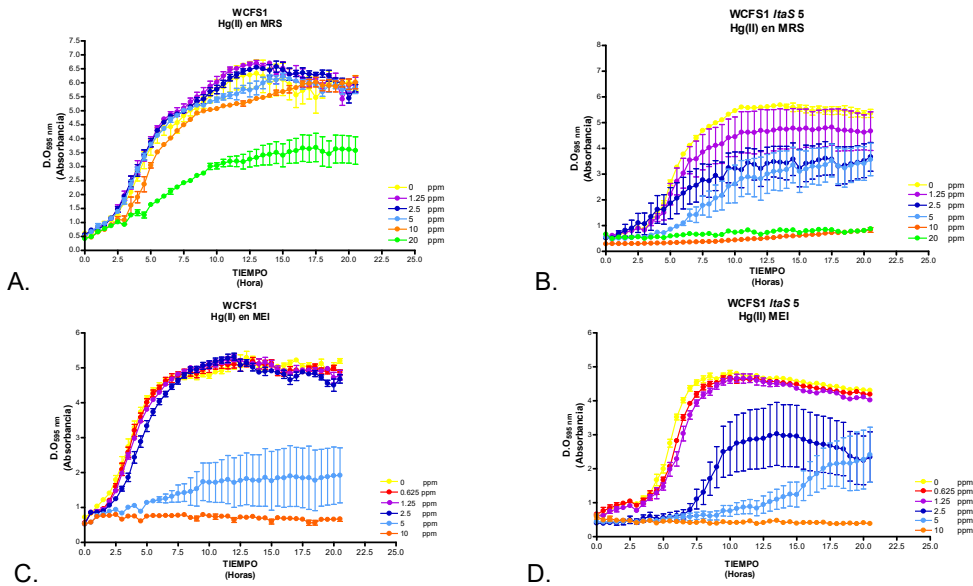 WCFS1
Hg(II) en MRS
D.O595 nm
(Absorbancia)
7.5
7.0
6.5
6.0
5.5
5.0
4.5
4.0
3.5
3.0
2.5
2.0
1.5
1.0
0.5
0.0
0.0 2.5 5.0 7.5 10.0 12.5 15.0 17.5 20.0 22.5 25.0
TIEMPO
(Hora)
0 ppm
1.25 ppm
2.5 ppm
5 ppm
10 ppm
20 ppm
A.
WCFS1 ltaS 5
Hg(II) en MRS
D.O595 nm
(Absorbancia)
8
7
6
5
4
3
2
1
0
0.0 2.5 5.0 7.5 10.0 12.5 15.0 17.5 20.0 22.5 25.0
TIEMPO
(Horas)
0 ppm
1.25 ppm
2.5 ppm
5 ppm
10 ppm
20 ppm
B.
WCFS1
Hg(II) en MEI
D.O595 nm
(Absorbancia)
6
5
4
3
2
1
0
0.0 2.5 5.0 7.5 10.0 12.5 15.0 17.5 20.0 22.5 25.0
TIEMPO
(Horas)
0 ppm
0.625 ppm
1.25 ppm
2.5 ppm
5 ppm
10 ppm
C.
WCFS1 ltaS 5
Hg(II) MEI
D.O595 nm
(Absorbancia)
6
5
4
3
2
1
0
0.0 2.5 5.0 7.5 10.0 12.5 15.0 17.5 20.0 22.5 25.0
TIEMPO
(Horas)
0 ppm
0.625 ppm
1.25 ppm
2.5 ppm
5 ppm
10 ppm
D.